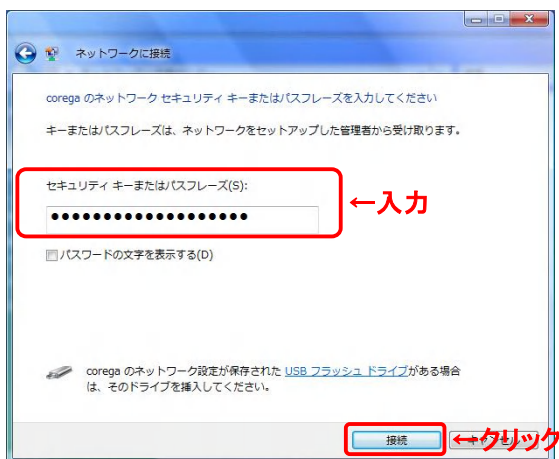 ネットワークに接続
corega のネットワーク セキュリティ キーまたはパスフレーズを入力してください
キーまたはパスフレーズは、ネットワークをセットアップした管理者から受け取ります。
セキュリティ キーまたはパスフレーズ(S):
●●●●●●●●●●●●●●●●●●●
←入力
パスワードの文字を表示する(D)
corega のネットワーク設定が保存された USB フラッシュ ドライブがある場合
は、そのドライブを挿入してください。
接続 ←クリック キャンセル